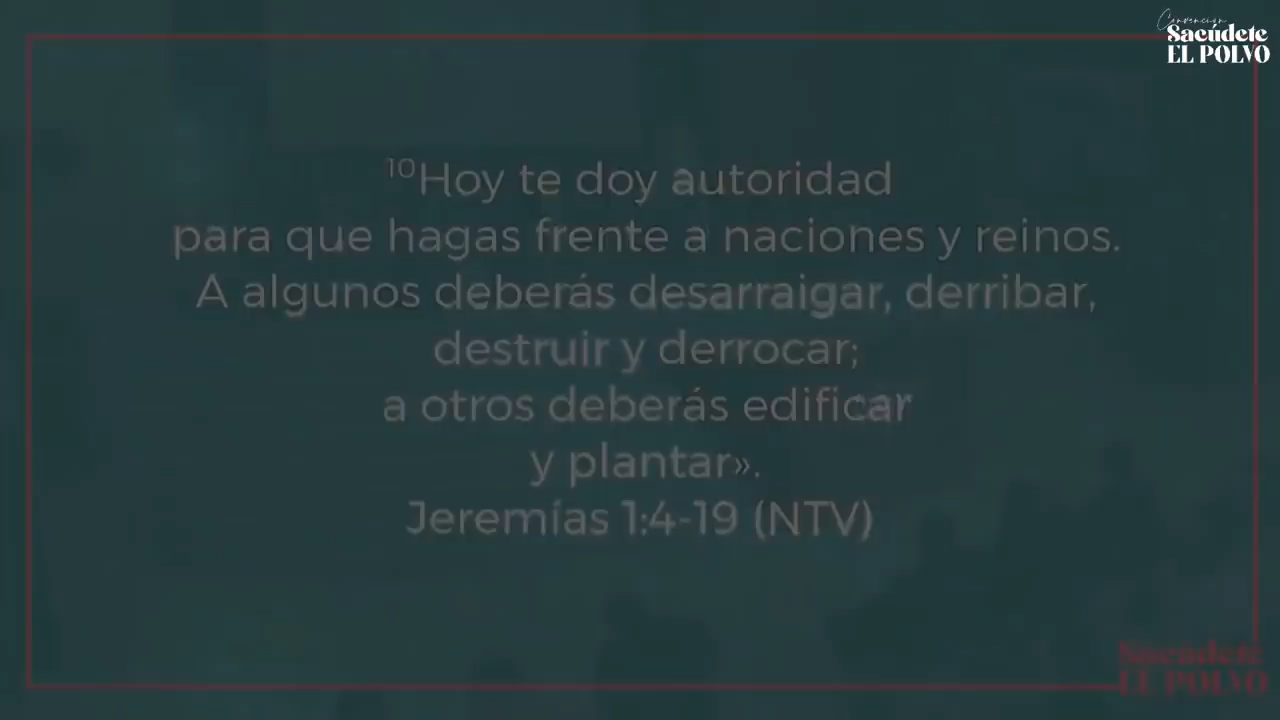 Convención
Sacúdete
EL POLVO
¹⁰Hoy te doy autoridad
para que hagas frente a naciones y reinos.
A algunos deberás desarraigar, derribar,
destruir y derrocar;
a otros deberás edificar
y plantar».
Jeremías 1:4-19 (NTV)
Sacúdete
EL POLVO